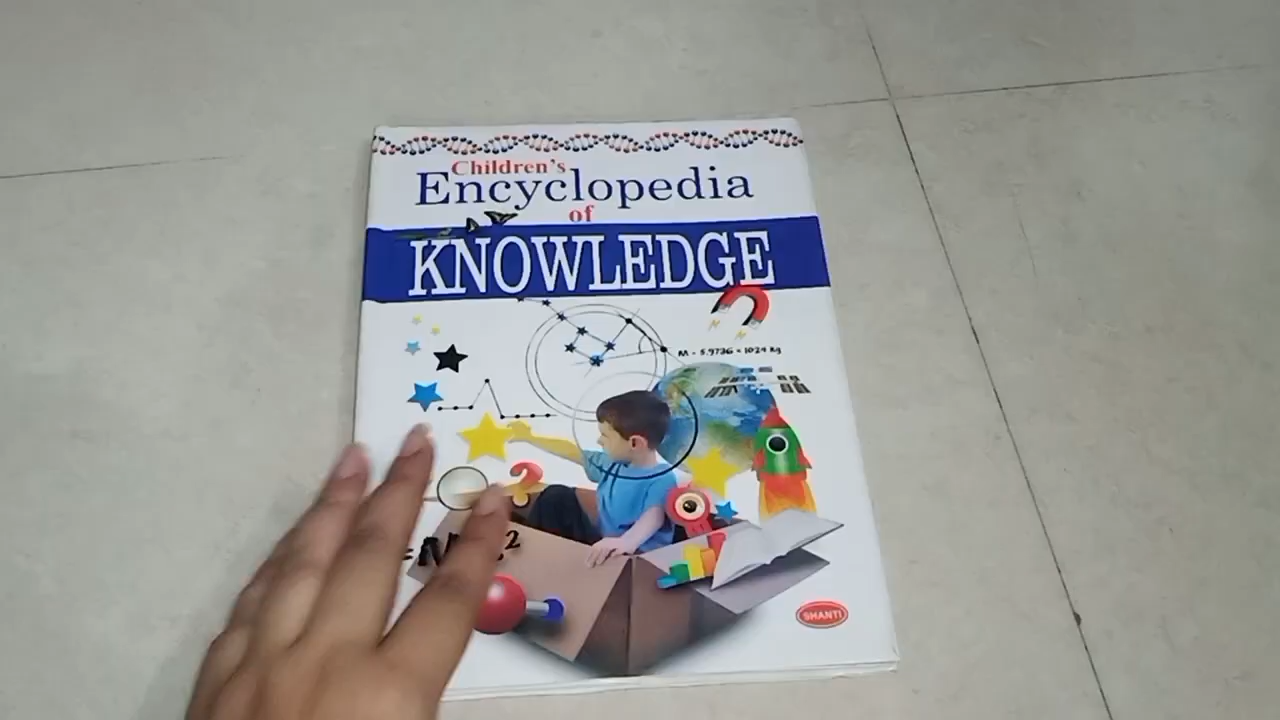 Children's
Encyclopedia
of
KNOWLEDGE
M - 5.9736 × 1024 Kg
SHANTI